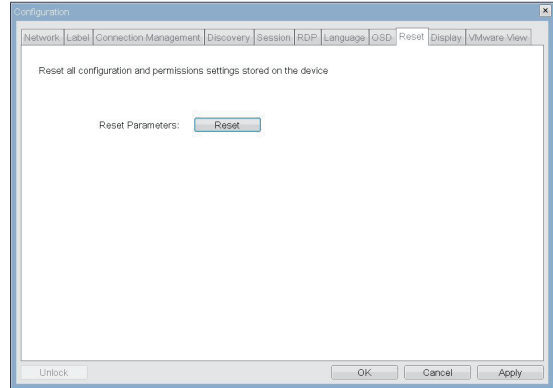 Configuration
Network Label Connection Management Discovery Session RDP Language OSD Reset Display VMware View
Reset all configuration and permissions settings stored on the device
Reset Parameters: Reset
Unlock OK Cancel Apply